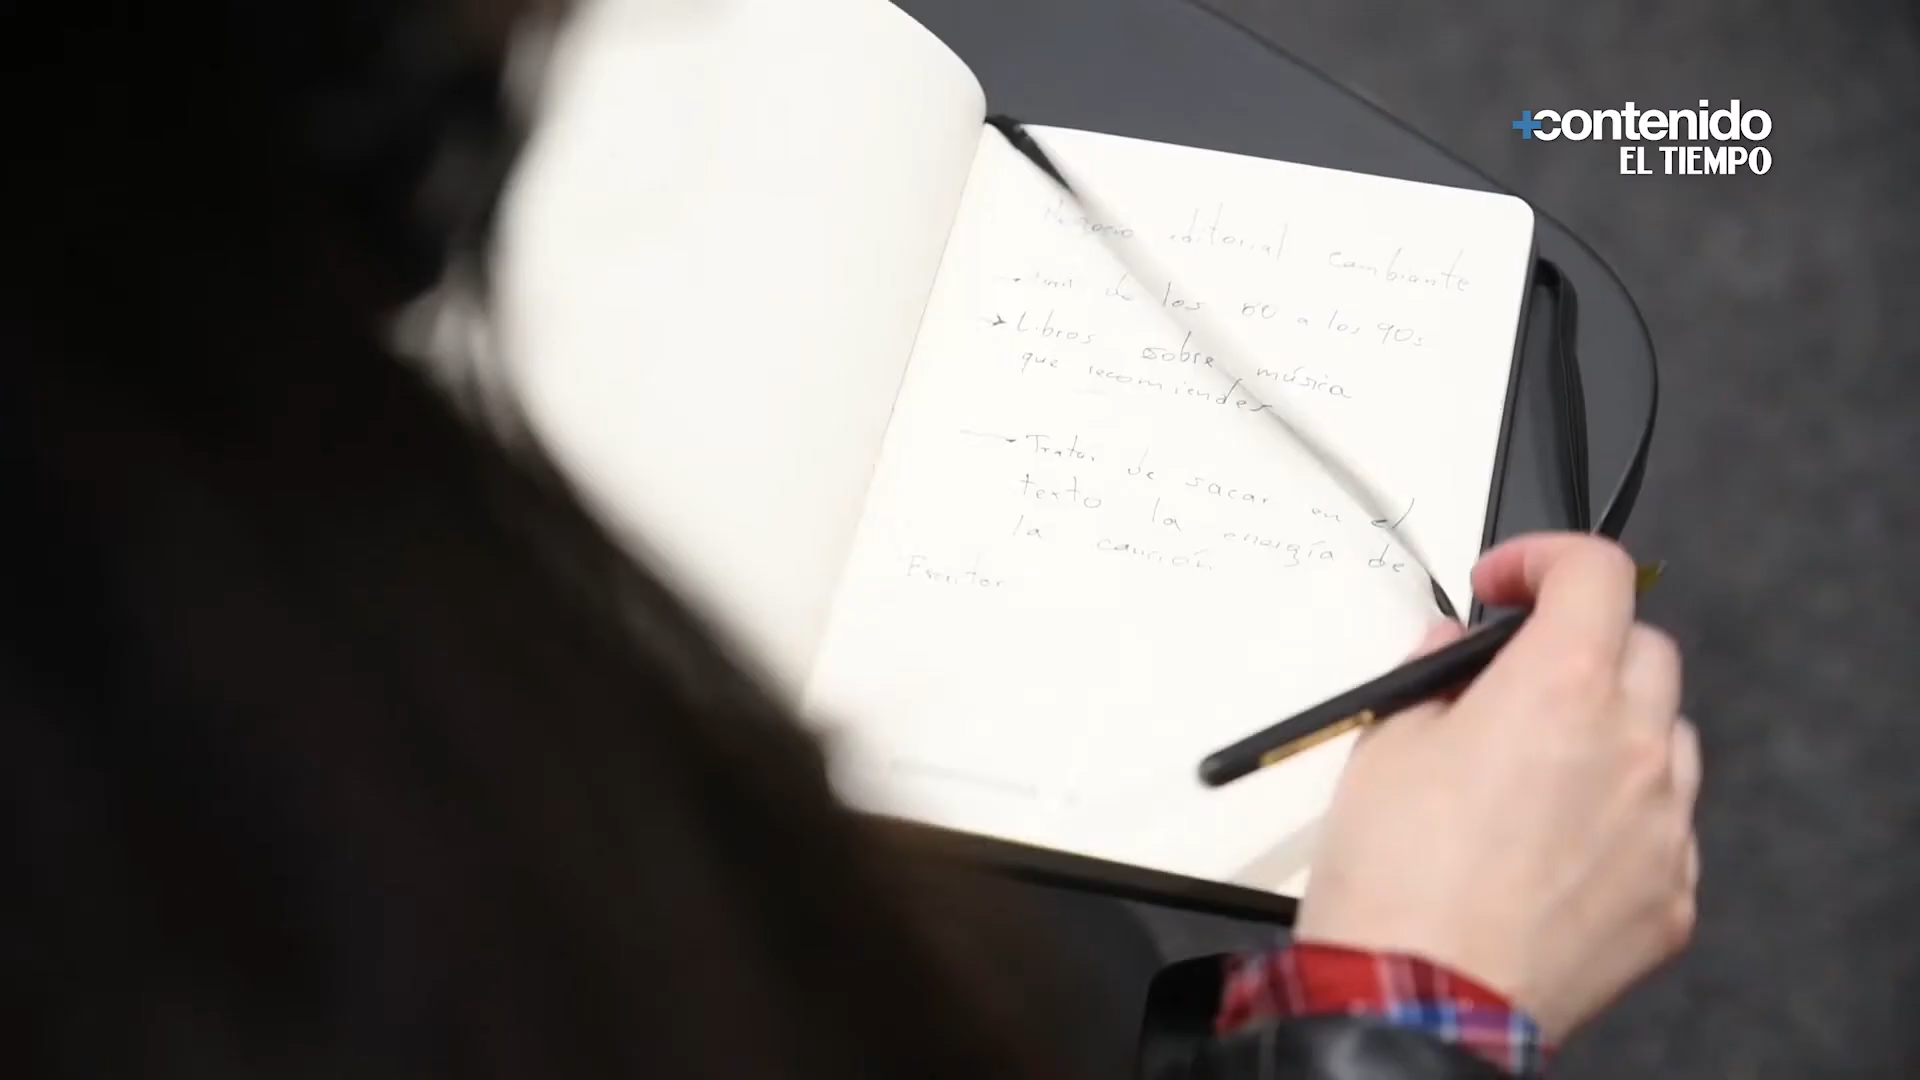 +contenido
EL TIEMPO
editorial cambiante
de los 80 a los 90s
Libros sobre música
que recomiendes
Tratar de sacar en el
texto la energía de
la canción
Escritor